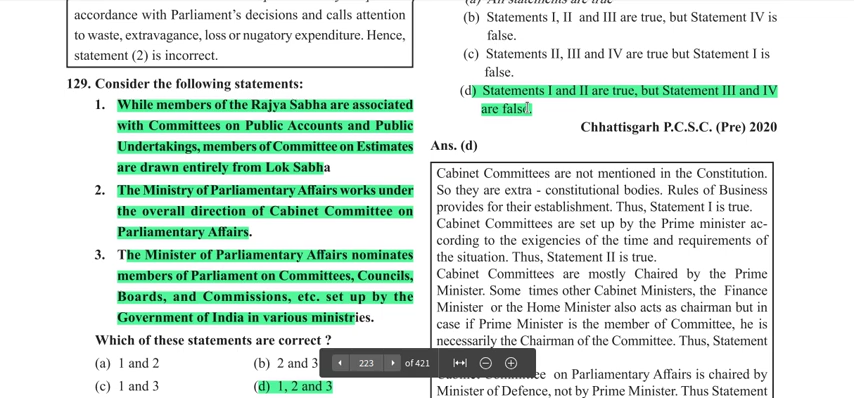 accordance with Parliament's decisions and calls attention
to waste, extravagance, loss or nugatory expenditure. Hence,
statement (2) is incorrect.
129. Consider the following statements:
1. While members of the Rajya Sabha are associated
with Committees on Public Accounts and Public
Undertakings, members of Committee on Estimates
are drawn entirely from Lok Sabha
2. The Ministry of Parliamentary Affairs works under
the overall direction of Cabinet Committee on
Parliamentary Affairs.
3. The Minister of Parliamentary Affairs nominates
members of Parliament on Committees, Councils,
Boards, and Commissions, etc. set up by the
Government of India in various ministries.
Which of these statements are correct ?
(a) 1 and 2
(b) 2 and 3
(c) 1 and 3
(d) 1, 2 and 3
(b) Statements I, II and III are true, but Statement IV is
false.
(c) Statements II, III and IV are true but Statement I is
false.
(d) Statements I and II are true, but Statement III and IV
are false.
Chhattisgarh P.C.S.C. (Pre) 2020
Ans. (d)
Cabinet Committees are not mentioned in the Constitution.
So they are extra - constitutional bodies. Rules of Business
provides for their establishment. Thus, Statement I is true.
Cabinet Committees are set up by the Prime minister ac-
cording to the exigencies of the time and requirements of
the situation. Thus, Statement II is true.
Cabinet Committees are mostly Chaired by the Prime
Minister. Some times other Cabinet Ministers, the Finance
Minister or the Home Minister also acts as chairman but in
case if Prime Minister is the member of Committee, he is
necessarily the Chairman of the Committee. Thus, Statement
on Parliamentary Affairs is chaired by
Minister of Defence, not by Prime Minister. Thus Statement
223 of 421